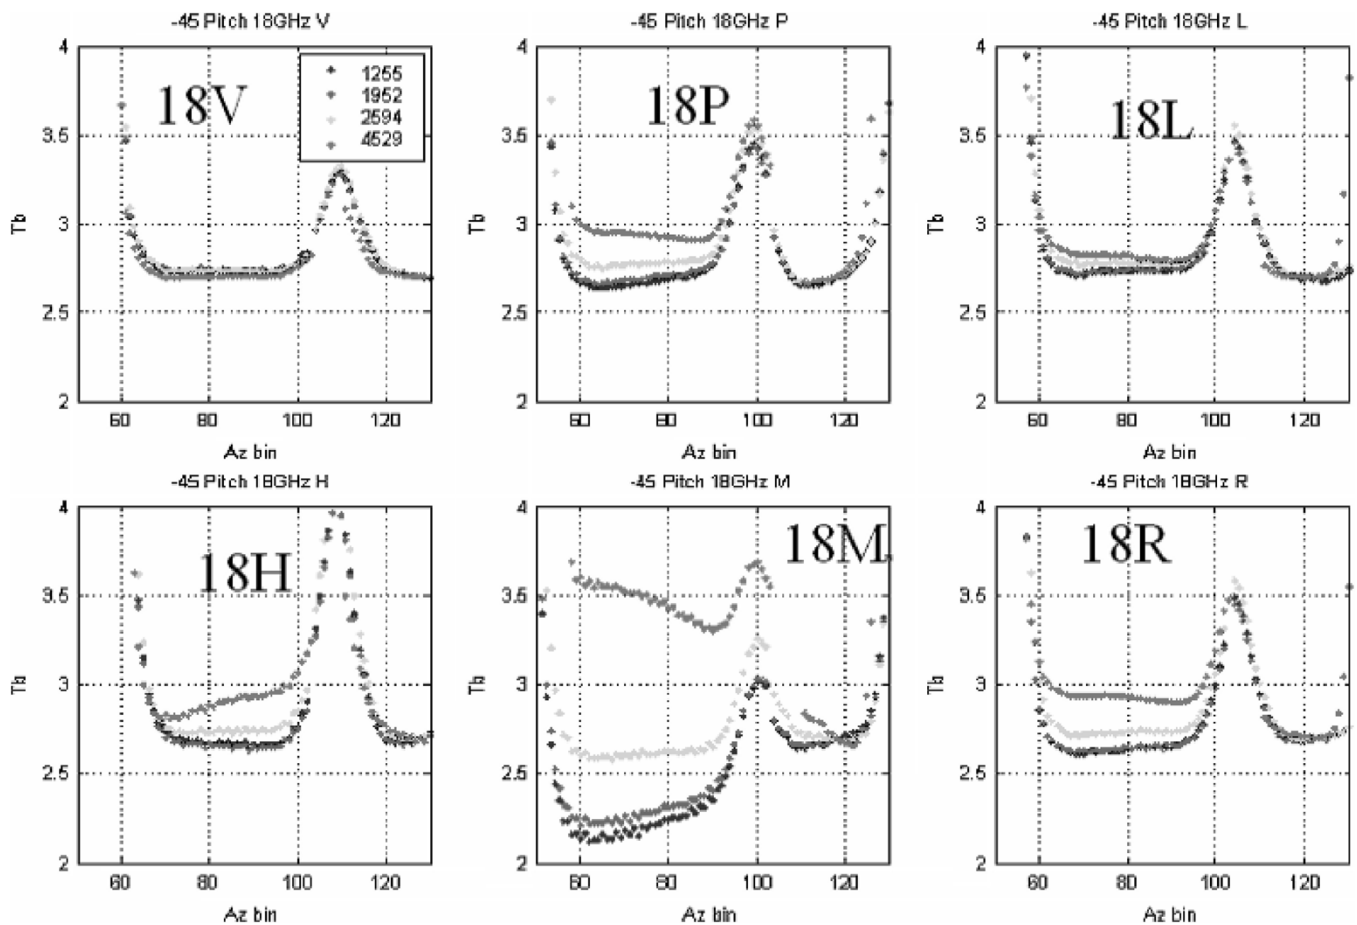 -45 Pitch 18GHz V
4
3.5
3
2.5
2
Tb
18V
1255
1952
2594
4529
60
80
100
120
Az bin
-45 Pitch 18GHz P
4
3.5
3
2.5
2
Tb
18P
60
80
100
120
Az bin
-45 Pitch 18GHz L
4
3.5
3
2.5
2
Tb
18L
60
80
100
120
Az bin
-45 Pitch 18GHz H
4
3.5
3
2.5
2
Tb
18H
60
80
100
120
Az bin
-45 Pitch 18GHz M
4
3.5
3
2.5
2
Tb
18M
60
80
100
120
Az bin
-45 Pitch 18GHz R
4
3.5
3
2.5
2
Tb
18R
60
80
100
120
Az bin